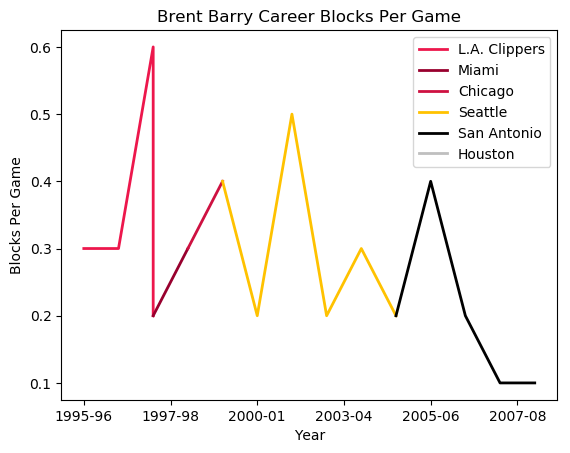 Brent Barry Career Blocks Per Game
0.6
0.5
0.4
0.3
0.2
0.1
Blocks Per Game
L.A. Clippers
Miami
Chicago
Seattle
San Antonio
Houston
1995-96 1997-98 2000-01 2003-04 2005-06 2007-08
Year